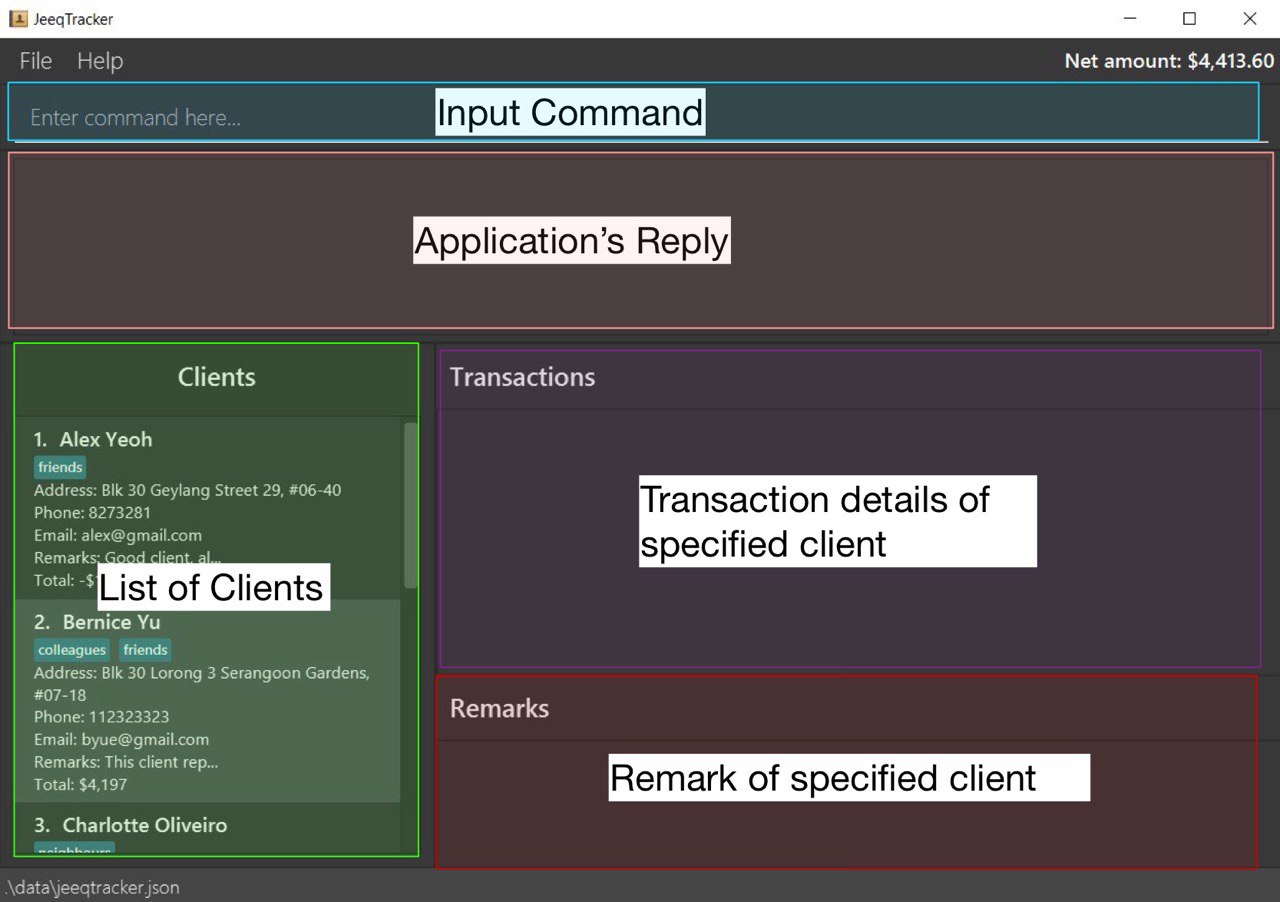 JeeqTracker
File Help
Net amount: $4,413.60
Enter command here...
Input Command
Application’s Reply
Clients
1. Alex Yeoh
friends
Address: Blk 30 Geylang Street 29, #06-40
Phone: 8273281
Email: alex@gmail.com
Remarks: Good client, al...
Total: -$
List of Clients
2. Bernice Yu
colleagues friends
Address: Blk 30 Lorong 3 Serangoon Gardens,
#07-18
Phone: 112323323
Email: byue@gmail.com
Remarks: This client rep...
Total: $4,197
3. Charlotte Oliveiro
neighbours
Transactions
Transaction details of
specified client
Remarks
Remark of specified client
.\data\jeeqtracker.json